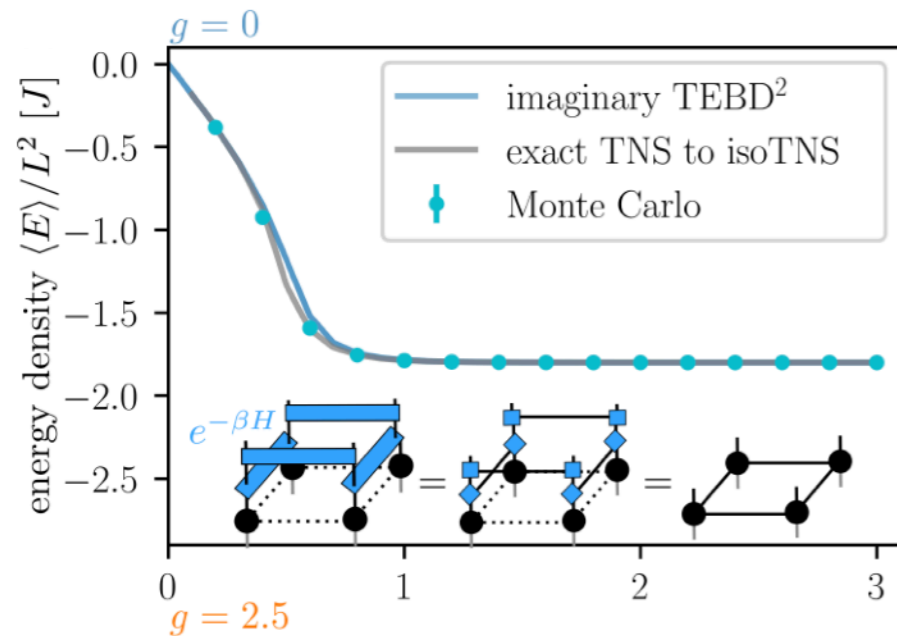 g = 0
energy density ⟨E⟩/L² [J]
0.0
−0.5
−1.0
−1.5
−2.0
−2.5
imaginary TEBD²
exact TNS to isoTNS
Monte Carlo
e^{−βH}
= =
0 1 2 3
g = 2.5